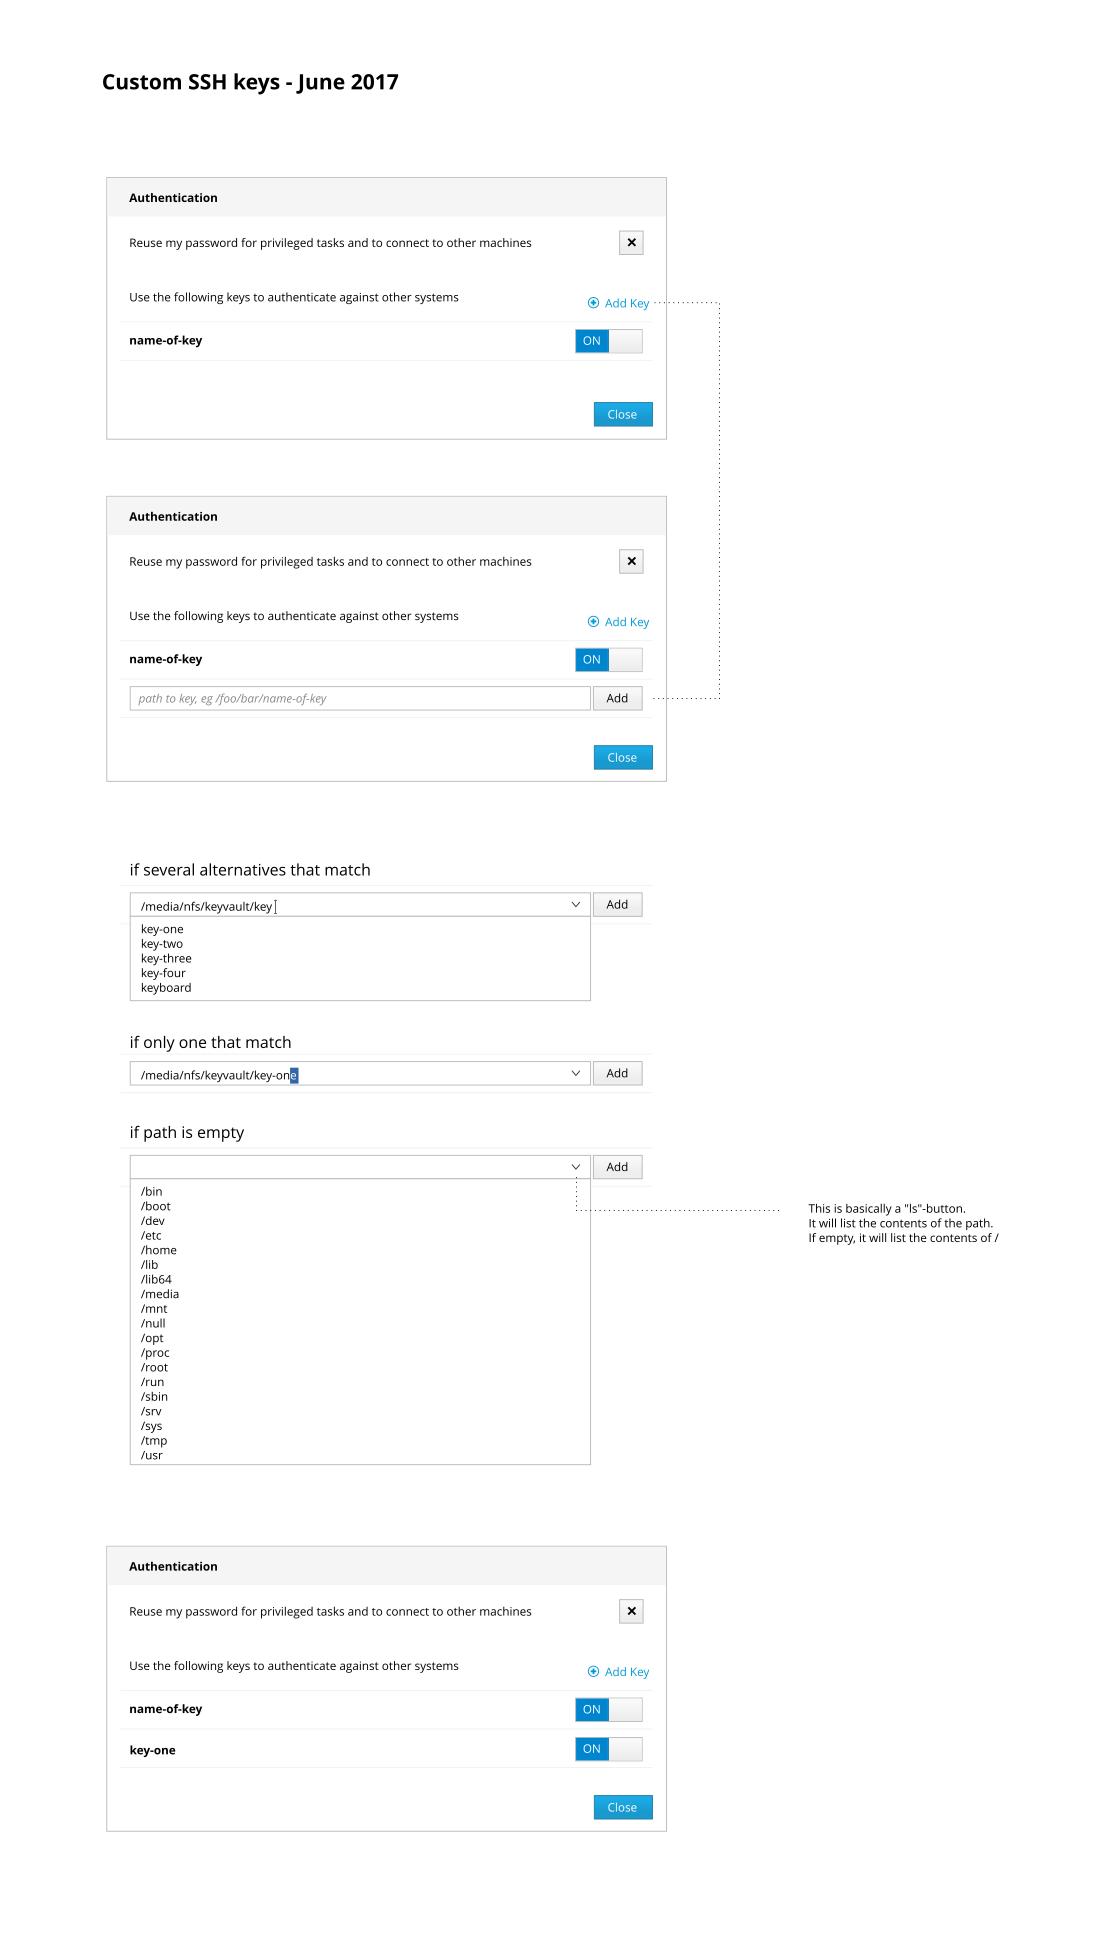 Custom SSH keys - June 2017
Authentication
Reuse my password for privileged tasks and to connect to other machines
Use the following keys to authenticate against other systems
Add Key
name-of-key
ON
Close
Authentication
Reuse my password for privileged tasks and to connect to other machines
Use the following keys to authenticate against other systems
Add Key
name-of-key
ON
path to key, eg /foo/bar/name-of-key
Add
Close
if several alternatives that match
/media/nfs/keyvault/key
Add
key-one
key-two
key-three
key-four
keyboard
if only one that match
/media/nfs/keyvault/key-one
Add
if path is empty
Add
/bin
/boot
/dev
/etc
/home
/lib
/lib64
/media
/mnt
/null
/opt
/proc
/root
/run
/sbin
/srv
/sys
/tmp
/usr
This is basically a "ls"-button.
It will list the contents of the path.
If empty, it will list the contents of /
Authentication
Reuse my password for privileged tasks and to connect to other machines
Use the following keys to authenticate against other systems
Add Key
name-of-key
ON
key-one
ON
Close